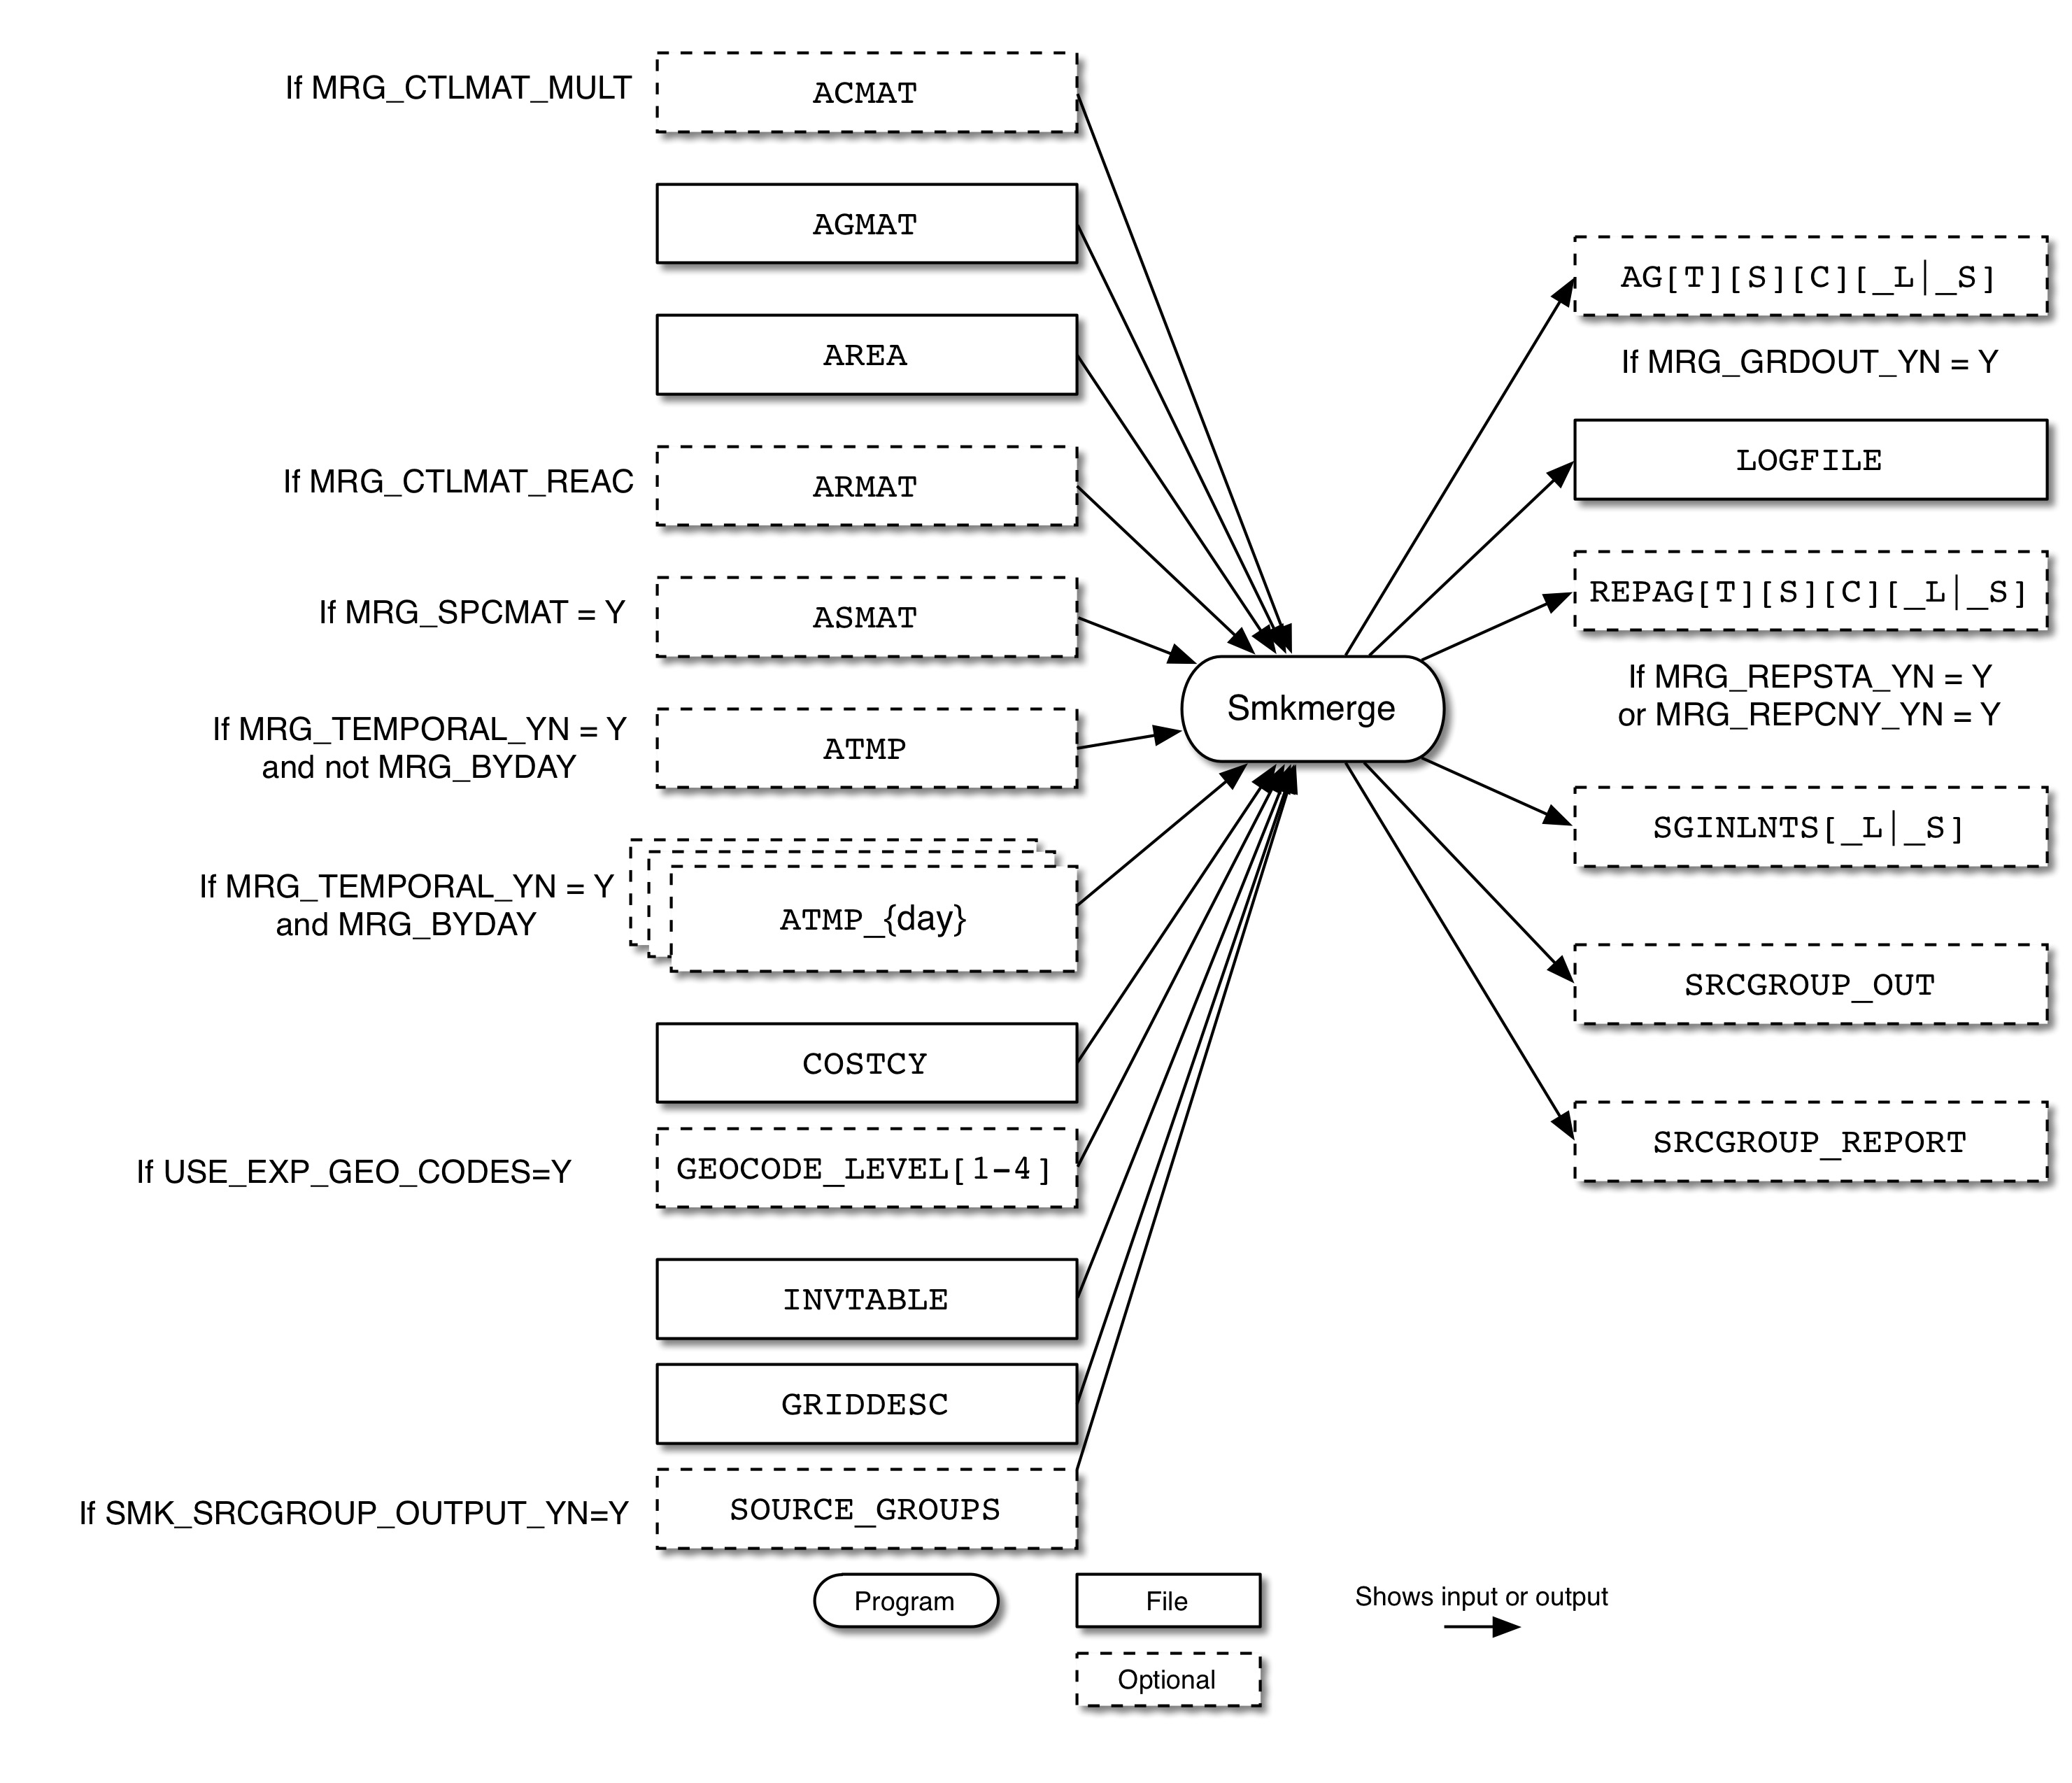 If MRG_CTLMAT_MULT
ACMAT
AGMAT
AREA
If MRG_CTLMAT_REAC
ARMAT
If MRG_SPCMAT = Y
ASMAT
If MRG_TEMPORAL_YN = Y
and not MRG_BYDAY
ATMP
If MRG_TEMPORAL_YN = Y
and MRG_BYDAY
ATMP_{day}
COSTCY
If USE_EXP_GEO_CODES=Y
GEOCODE_LEVEL[1-4]
INVTABLE
GRIDDESC
If SMK_SRCGROUP_OUTPUT_YN=Y
SOURCE_GROUPS
Smkmerge
AG[T][S][C][_L|_S]
If MRG_GRDOUT_YN = Y
LOGFILE
REPAG[T][S][C][_L|_S]
If MRG_REPSTA_YN = Y
or MRG_REPCNY_YN = Y
SGINLNTS[_L|_S]
SRCGROUP_OUT
SRCGROUP_REPORT
Program
File
Shows input or output
Optional